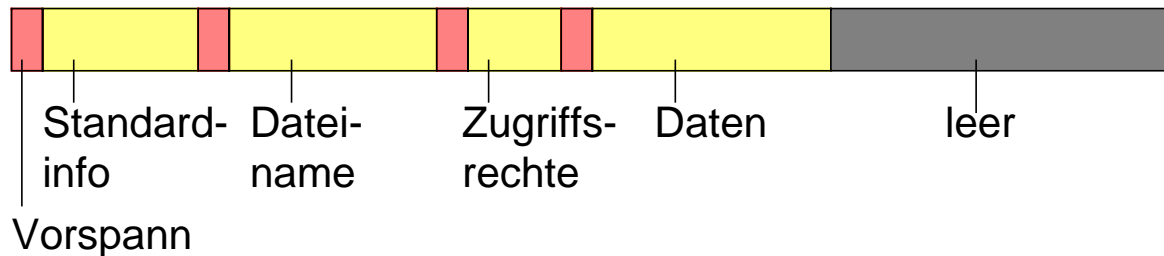 Standard- Datei- Zugriffs- Daten leer
info name rechte
Vorspann